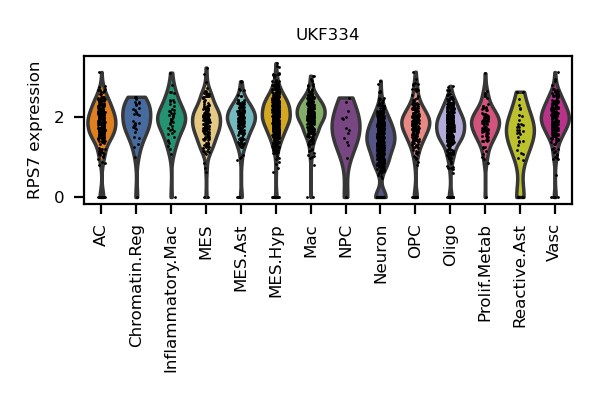 UKF334
RPS7 expression
2
0
AC
Chromatin.Reg
Inflammatory.Mac
MES
MES.Ast
MES.Hyp
Mac
NPC
Neuron
OPC
Oligo
Prolif.Metab
Reactive.Ast
Vasc